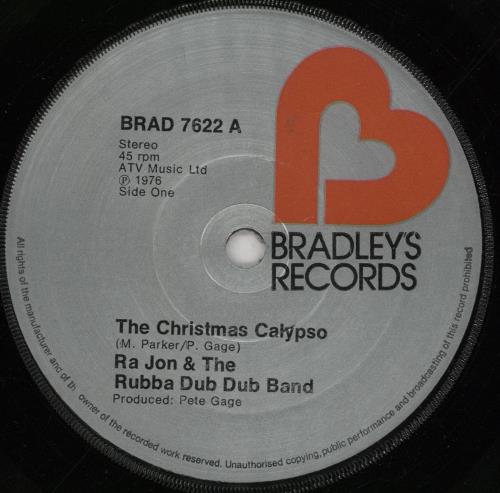 BRAD 7622 A
Stereo
45 rpm
ATV Music Ltd
Ⓟ 1976
Side One
BRADLEY'S
RECORDS
The Christmas Calypso
(M. Parker/P. Gage)
Ra Jon & The
Rubba Dub Dub Band
Produced: Pete Gage
All rights of the manufacturer and of the owner of the recorded work reserved. Unauthorised copying, public performance and broadcasting of this record prohibited